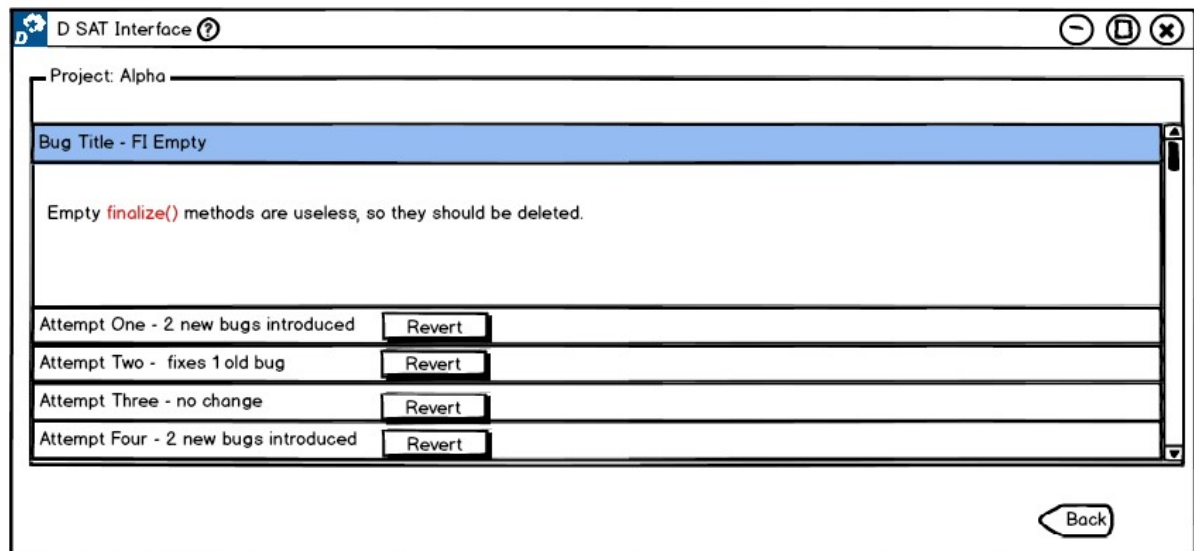 D
D SAT Interface ?
Project: Alpha
Bug Title - FI Empty
Empty finalize() methods are useless, so they should be deleted.
Attempt One - 2 new bugs introduced Revert
Attempt Two - fixes 1 old bug Revert
Attempt Three - no change Revert
Attempt Four - 2 new bugs introduced Revert
Back